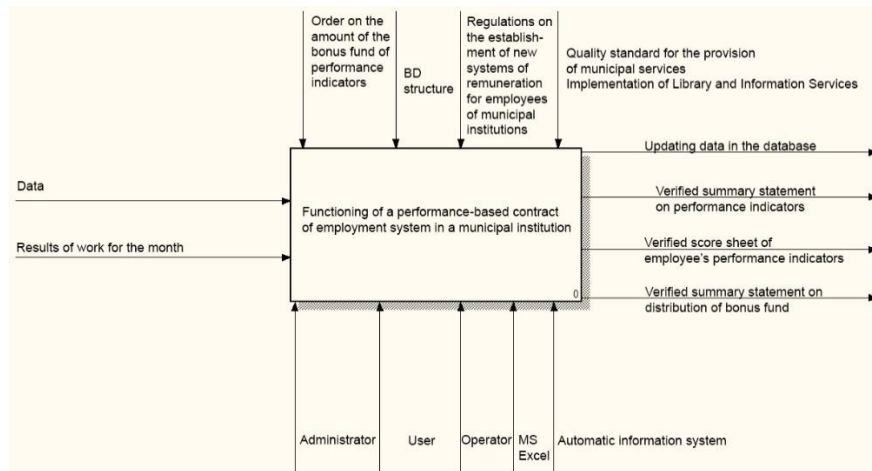 Order on the
amount of the
bonus fund of
performance
indicators
BD
structure
Regulations on
the establish-
ment of new
systems of
remuneration
for employees
of municipal
institutions
Quality standard for the provision
of municipal services
Implementation of Library and Information Services
Data
Results of work for the month
Functioning of a performance-based contract
of employment system in a municipal institution
0
Updating data in the database
Verified summary statement
on performance indicators
Verified score sheet of
employee's performance indicators
Verified summary statement on
distribution of bonus fund
Administrator
User
Operator
MS
Excel
Automatic information system